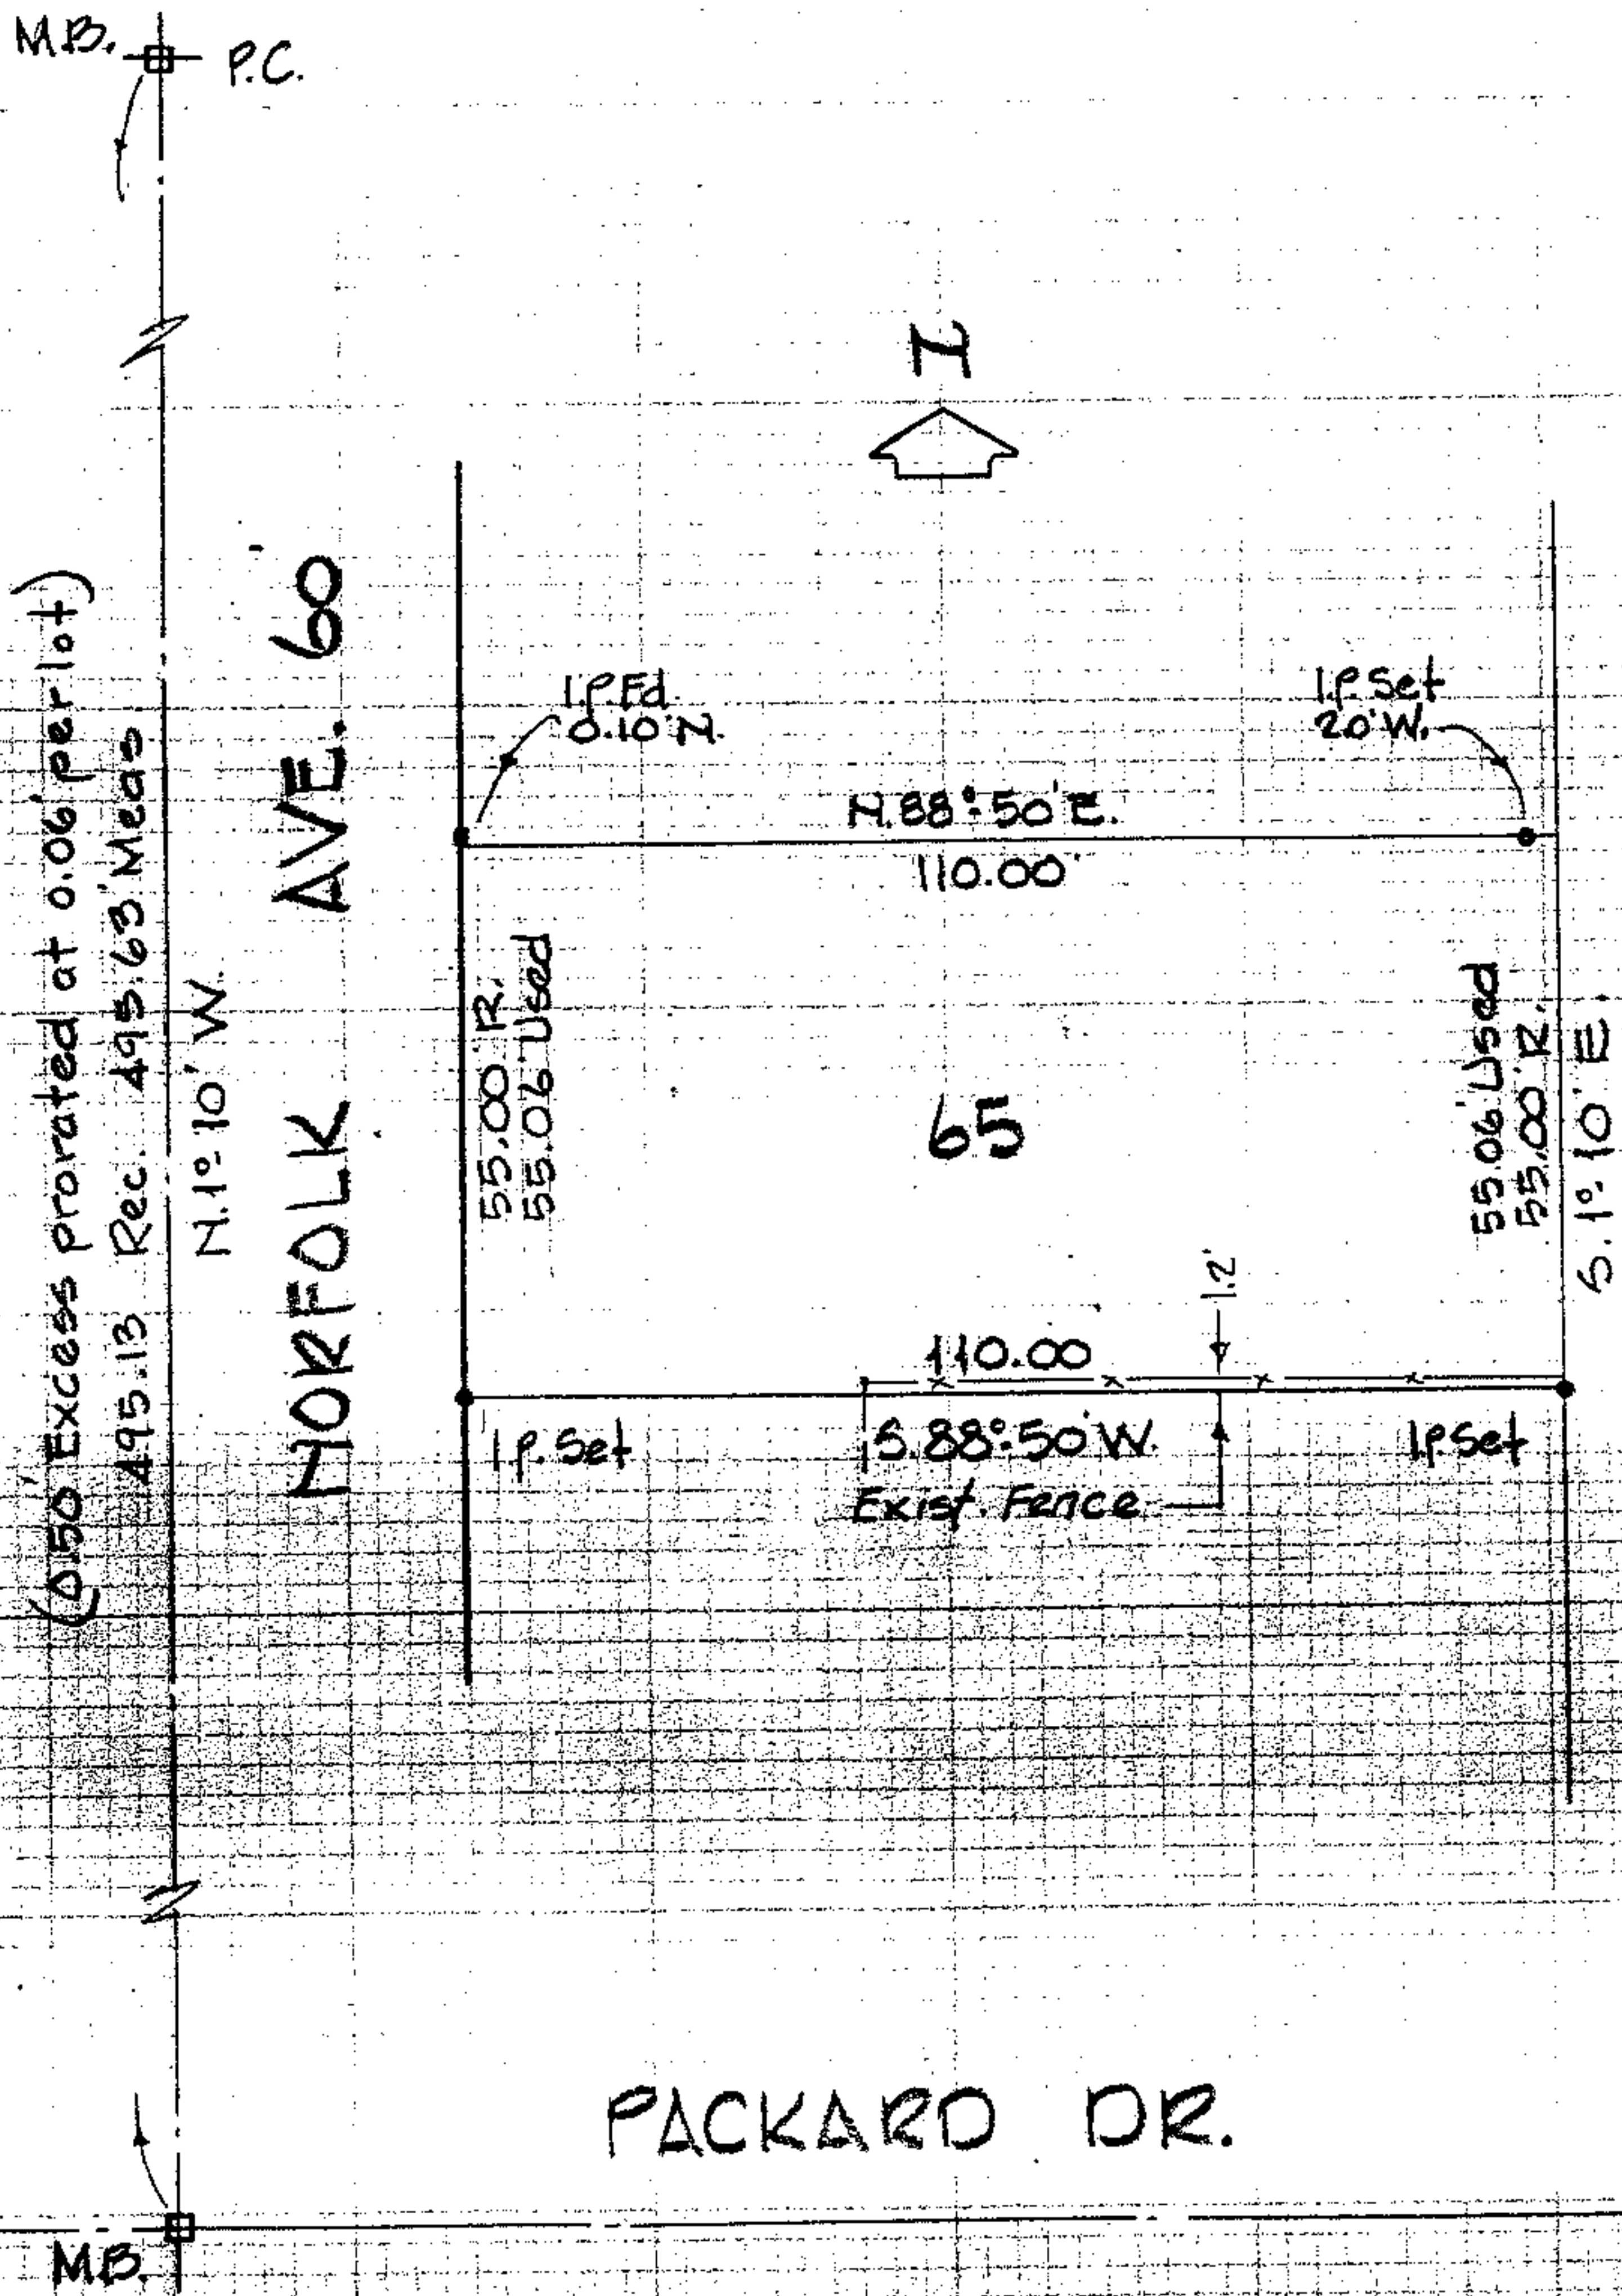 M.B.
P.C.
N
(0.50' Excess prorated at 0.06' per lot)
495.13 Rec. 495.63' Meas
N.1°:10' W.
NORFOLK AVE. 60'
I.P. Fd.
0.10' N.
I.P. Set
2.0' W.
N.88°:50' E.
110.00'
55.00' R.
55.06' Used
65
55.06' Used
55.00' R.
S. 1°:10' E.
1.2'
110.00
I.P. Set
S.88°:50' W.
I.P. Set
Exist. Fence
PACKARD DR.
M.B.